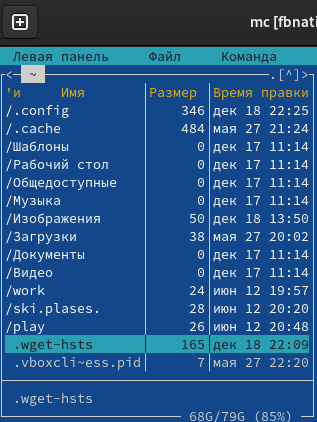 mc [fbnati
Левая панель Файл Команда
<- ~ .[^]>
'и Имя Размер Время правки
/.config 346 дек 18 22:25
/.cache 484 мая 27 21:24
/Шаблоны 0 дек 17 11:14
/Рабочий стол 0 дек 17 11:14
/Общедоступные 0 дек 17 11:14
/Музыка 0 дек 17 11:14
/Изображения 50 дек 18 13:50
/Загрузки 38 мая 27 20:02
/Документы 0 дек 17 11:14
/Видео 0 дек 17 11:14
/work 24 июн 12 19:57
/ski.plases. 28 июн 12 20:20
/play 26 июн 12 20:48
.wget-hsts 165 дек 18 22:09
.vboxcli~ess.pid 7 мая 27 22:20
.wget-hsts
68G/79G (85%)